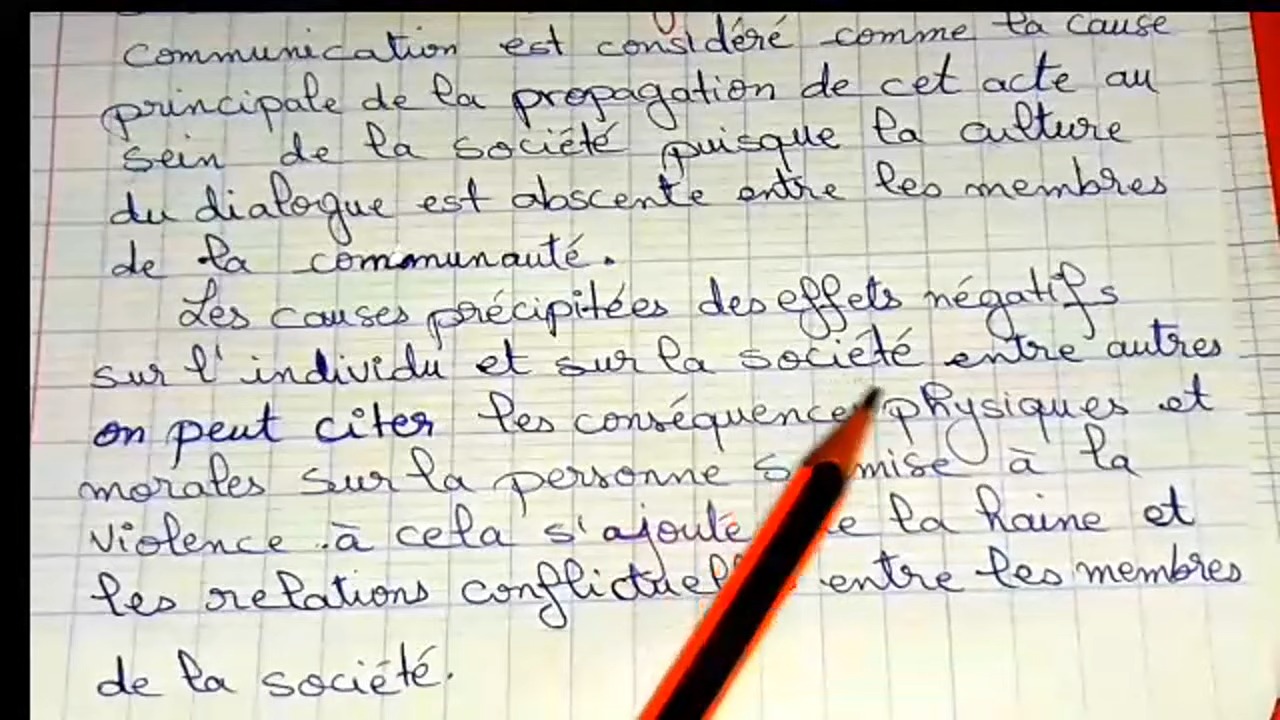 communication est considéré comme la cause
principale de la propagation de cet acte au
sein de la société puisque la culture
du dialogue est abscente entre les membres
de la communauté.
Les causes précipitées des effets négatifs
sur l'individu et sur la société entre autres
on peut citer les conséquence physiques et
morales sur la personne mise à la
violence à cela s'ajoute la haine et
les relations entre les membres
de la société.